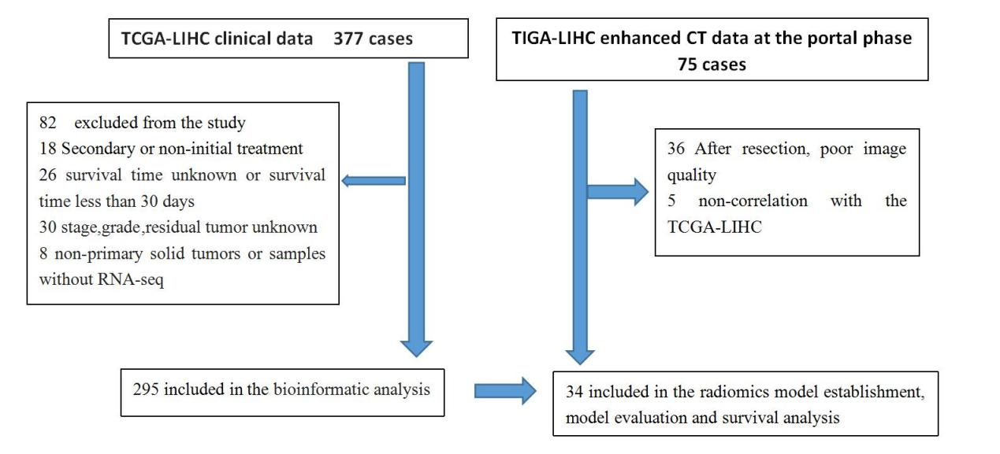 TCGA-LIHC clinical data 377 cases
TIGA-LIHC enhanced CT data at the portal phase
75 cases
82 excluded from the study
18 Secondary or non-initial treatment
26 survival time unknown or survival
time less than 30 days
30 stage,grade,residual tumor unknown
8 non-primary solid tumors or samples
without RNA-seq
36 After resection, poor image
quality
5 non-correlation with the
TCGA-LIHC
295 included in the bioinformatic analysis
34 included in the radiomics model establishment,
model evaluation and survival analysis